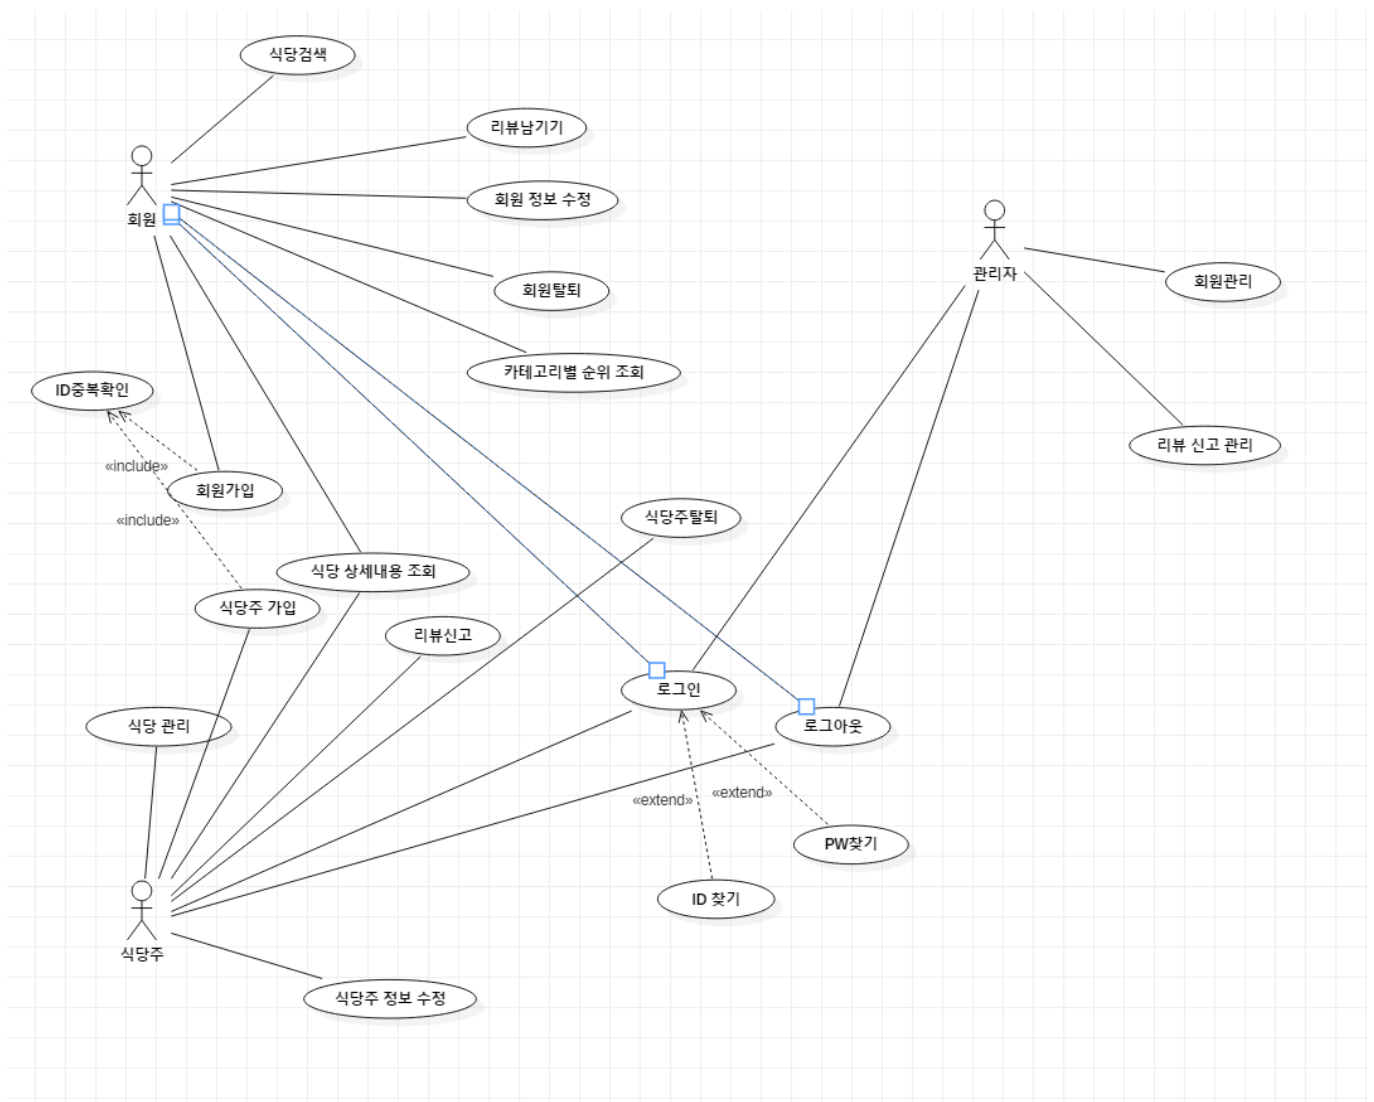 식당검색
리뷰남기기
회원 정보 수정
회원
회원탈퇴
관리자
회원관리
카테고리별 순위 조회
ID중복확인
리뷰 신고 관리
«include»
회원가입
«include»
식당주탈퇴
식당 상세내용 조회
식당주 가입
리뷰신고
로그인
식당 관리
로그아웃
«extend»
«extend»
PW찾기
ID 찾기
식당주
식당주 정보 수정